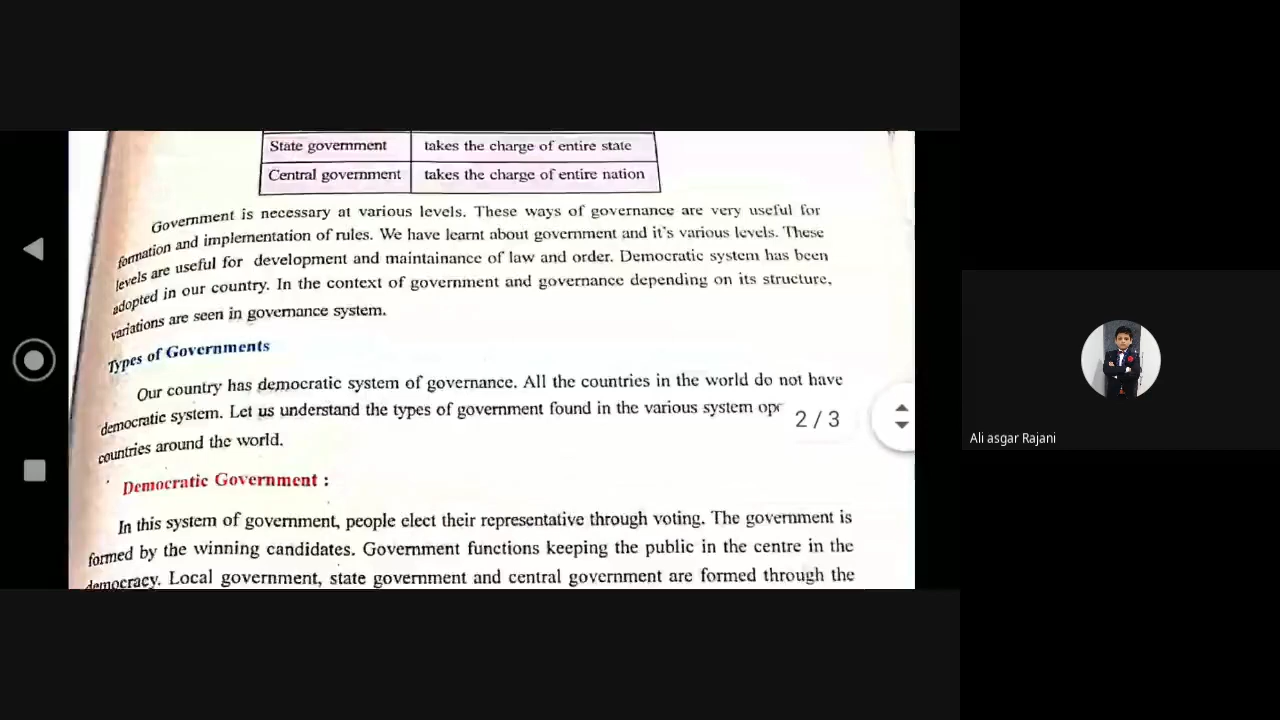 State government takes the charge of entire state
Central government takes the charge of entire nation
Government is necessary at various levels. These ways of governance are very useful for
formation and implementation of rules. We have learnt about government and it's various levels. These
levels are useful for development and maintainance of law and order. Democratic system has been
adopted in our country. In the context of government and governance depending on its structure,
variations are seen in governance system.
Types of Governments
Our country has democratic system of governance. All the countries in the world do not have
democratic system. Let us understand the types of government found in the various system
countries around the world.
2 / 3
Democratic Government :
In this system of government, people elect their representative through voting. The government is
formed by the winning candidates. Government functions keeping the public in the centre in the
democracy. Local government, state government and central government are formed through the
Ali asgar Rajani